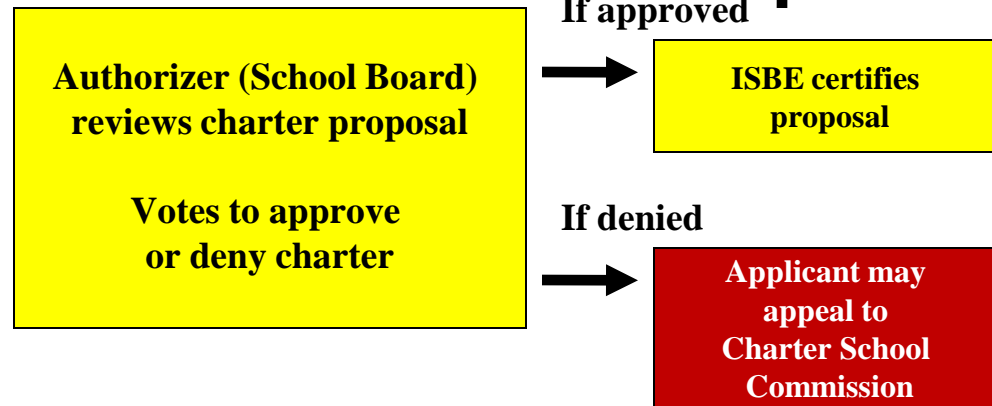 Authorizer (School Board)
reviews charter proposal
Votes to approve
or deny charter
If approved
ISBE certifies
proposal
If denied
Applicant may
appeal to
Charter School
Commission